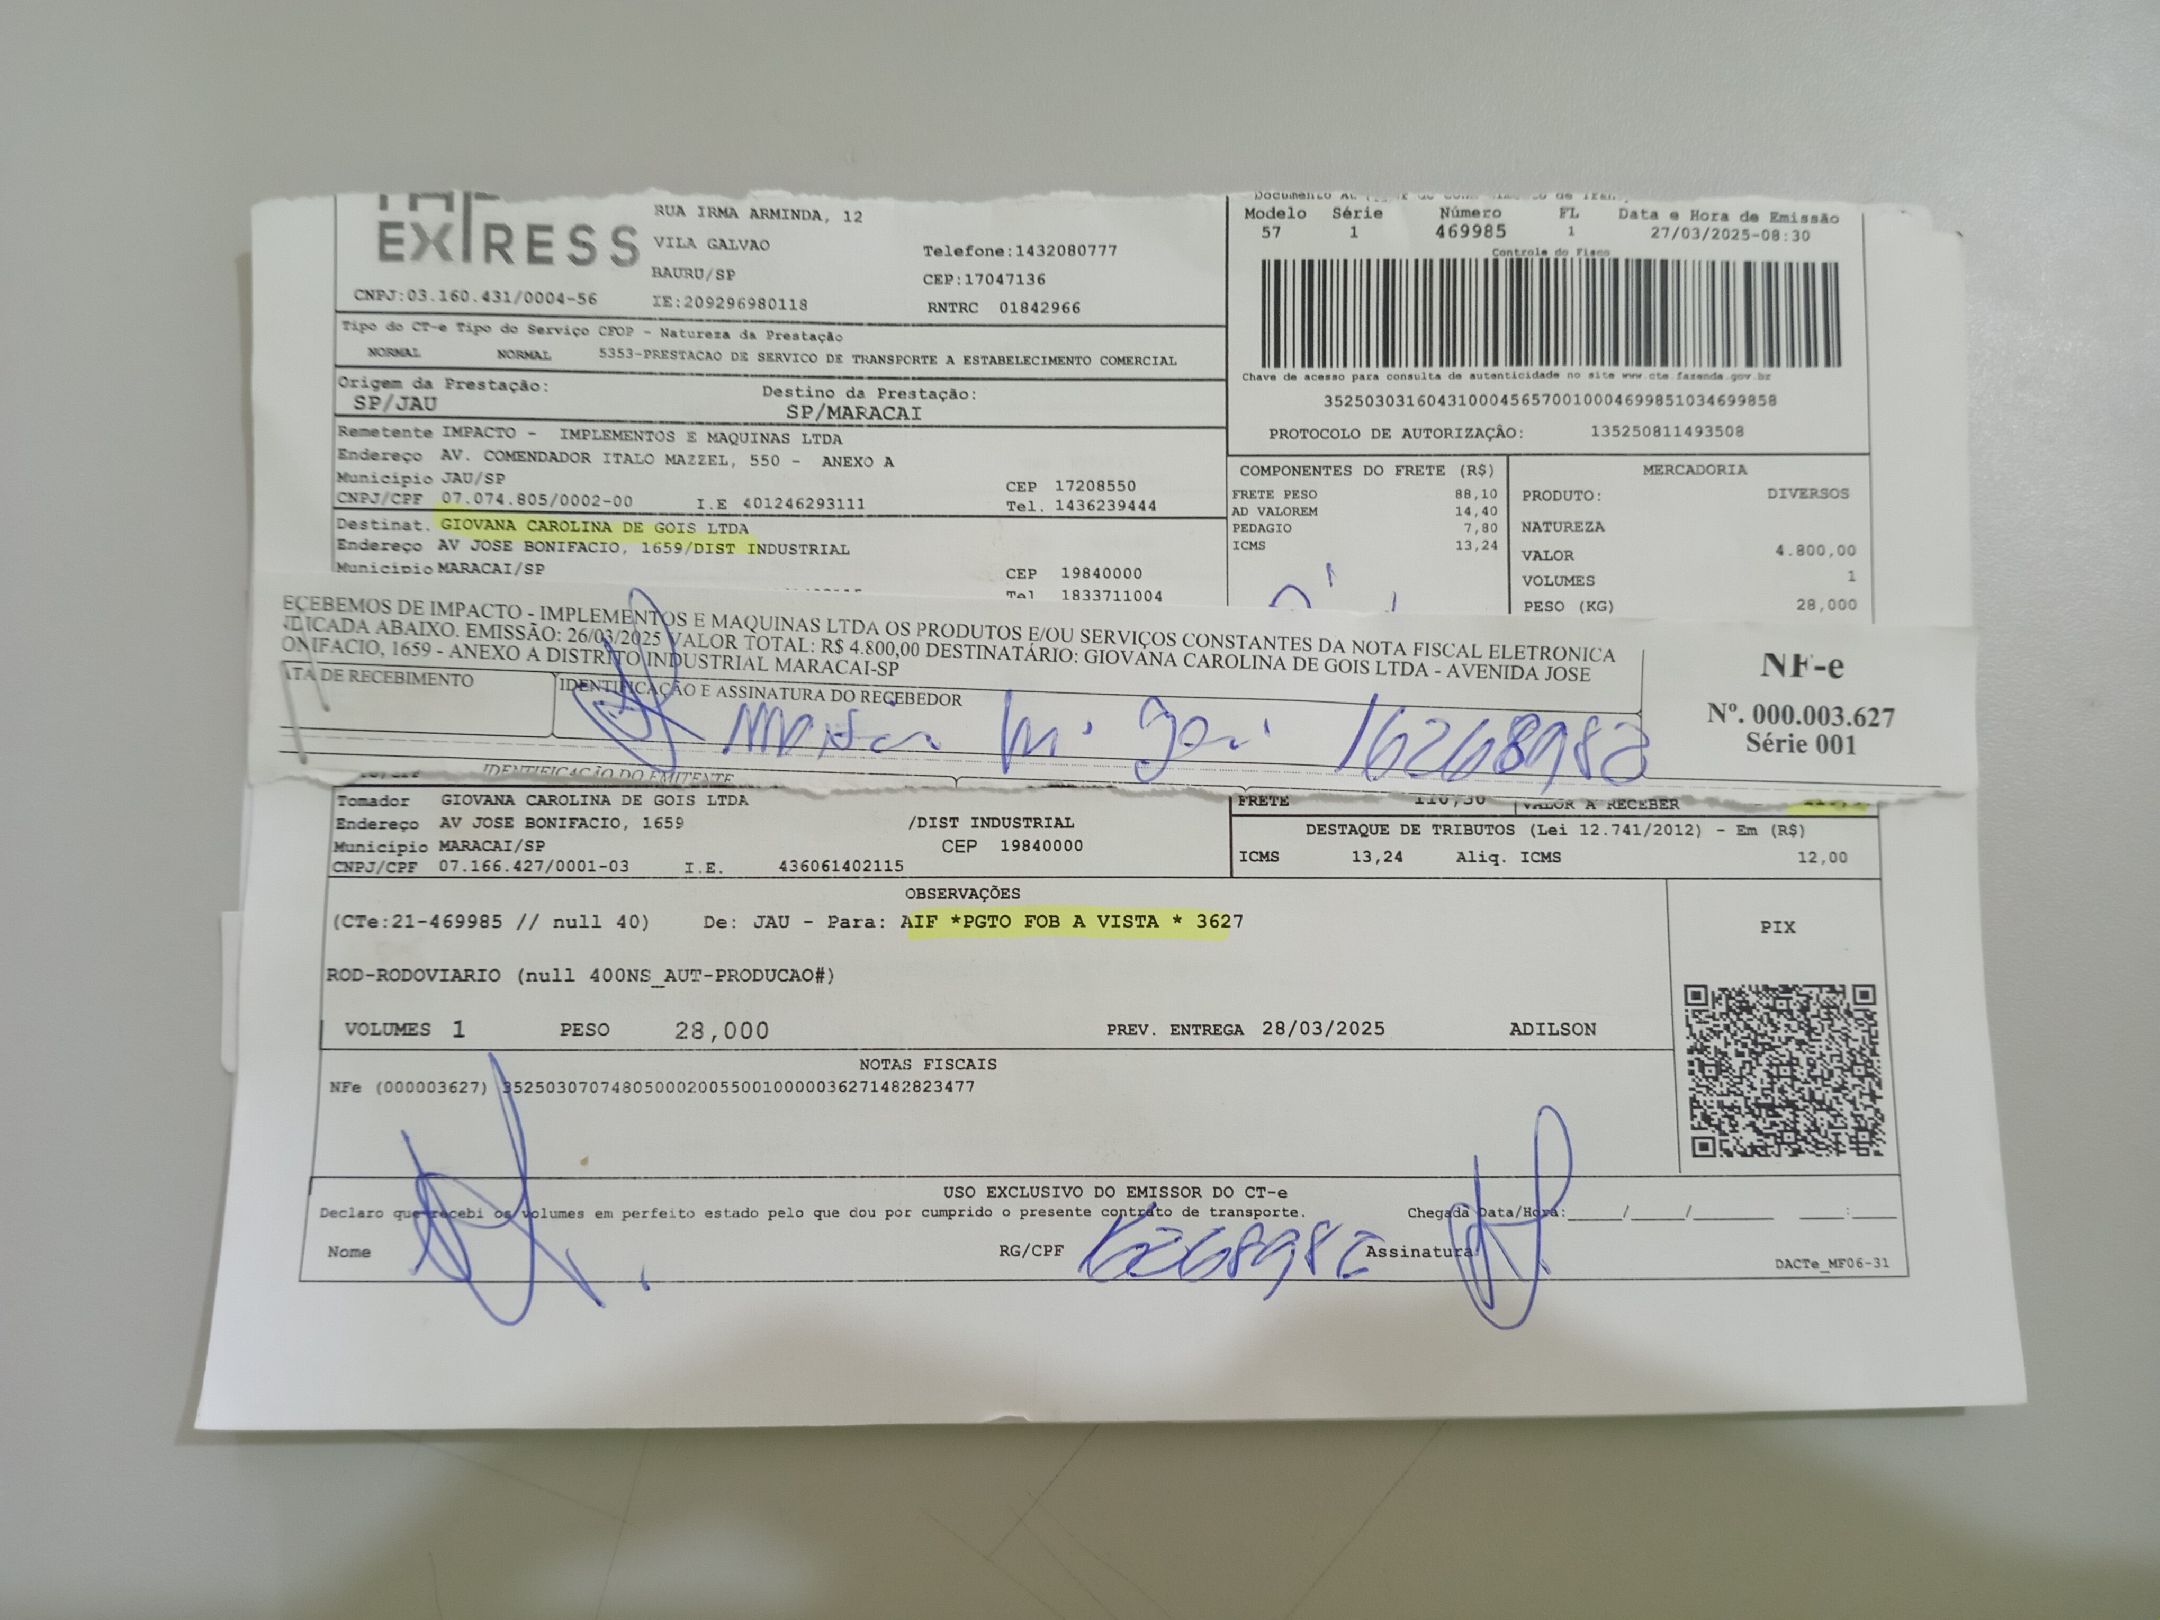 EXPRESS
CNPJ:03.160.431/0004-56
RUA IRMA ARMINDA, 12
VILA GALVAO
BAURU/SP
IE:209296980118
Telefone:1432080777
CEP:17047136
RNTRC 01842966
Modelo Série Número FL Data e Hora de Emissão
57 1 469985 1 27/03/2025-08:30
Controle do Fisco
Chave de acesso para consulta de autenticidade no site www.cte.fazenda.gov.br
35250303160431000456570010004699851034699858
PROTOCOLO DE AUTORIZAÇÃO: 135250811493508
Tipo do CT-e Tipo do Serviço CFOP - Natureza da Prestação
NORMAL NORMAL 5353-PRESTACAO DE SERVICO DE TRANSPORTE A ESTABELECIMENTO COMERCIAL
Origem da Prestação: Destino da Prestação:
SP/JAU SP/MARACAI
Remetente IMPACTO - IMPLEMENTOS E MAQUINAS LTDA
Endereço AV. COMENDADOR ITALO MAZZEL, 550 - ANEXO A
Municipio JAU/SP CEP 17208550
CNPJ/CPF 07.074.805/0002-00 I.E 401246293111 Tel. 1436239444
Destinat. GIOVANA CAROLINA DE GOIS LTDA
Endereço AV JOSE BONIFACIO, 1659/DIST INDUSTRIAL
Municipio MARACAI/SP CEP 19840000
Tel 1833711004
COMPONENTES DO FRETE (R$)
FRETE PESO 88,10
AD VALOREM 14,40
PEDAGIO 7,80
ICMS 13,24
MERCADORIA
PRODUTO: DIVERSOS
NATUREZA
VALOR 4.800,00
VOLUMES 1
PESO (KG) 28,000
ECEBEMOS DE IMPACTO - IMPLEMENTOS E MAQUINAS LTDA OS PRODUTOS E/OU SERVIÇOS CONSTANTES DA NOTA FISCAL ELETRONICA
NDICADA ABAIXO. EMISSÃO: 26/03/2025 VALOR TOTAL: R$ 4.800,00 DESTINATÁRIO: GIOVANA CAROLINA DE GOIS LTDA - AVENIDA JOSE
ONIFACIO, 1659 - ANEXO A DISTRITO INDUSTRIAL MARACAI-SP
ATA DE RECEBIMENTO IDENTIFICAÇÃO E ASSINATURA DO RECEBEDOR
16268982
NF-e
Nº. 000.003.627
Série 001
IDENTIFICAÇÃO DO EMITENTE
Tomador GIOVANA CAROLINA DE GOIS LTDA
Endereço AV JOSE BONIFACIO, 1659 /DIST INDUSTRIAL
Municipio MARACAI/SP CEP 19840000
CNPJ/CPF 07.166.427/0001-03 I.E. 436061402115
FRETE 110,30 VALOR A RECEBER
DESTAQUE DE TRIBUTOS (Lei 12.741/2012) - Em (R$)
ICMS 13,24 Aliq. ICMS 12,00
OBSERVAÇÕES
(CTe:21-469985 // null 40) De: JAU - Para: AIF *PGTO FOB A VISTA * 3627
ROD-RODOVIARIO (null 400NS_AUT-PRODUCAO#)
PIX
VOLUMES 1 PESO 28,000 PREV. ENTREGA 28/03/2025 ADILSON
NOTAS FISCAIS
NFe (000003627) 35250307074805000200550010000036271482823477
USO EXCLUSIVO DO EMISSOR DO CT-e
Declaro que recebi os volumes em perfeito estado pelo que dou por cumprido o presente contrato de transporte. Chegada Data/Hora:_____/_____/_______ ____:____
Nome RG/CPF 16268982 Assinatura
DACTe_MF06-31